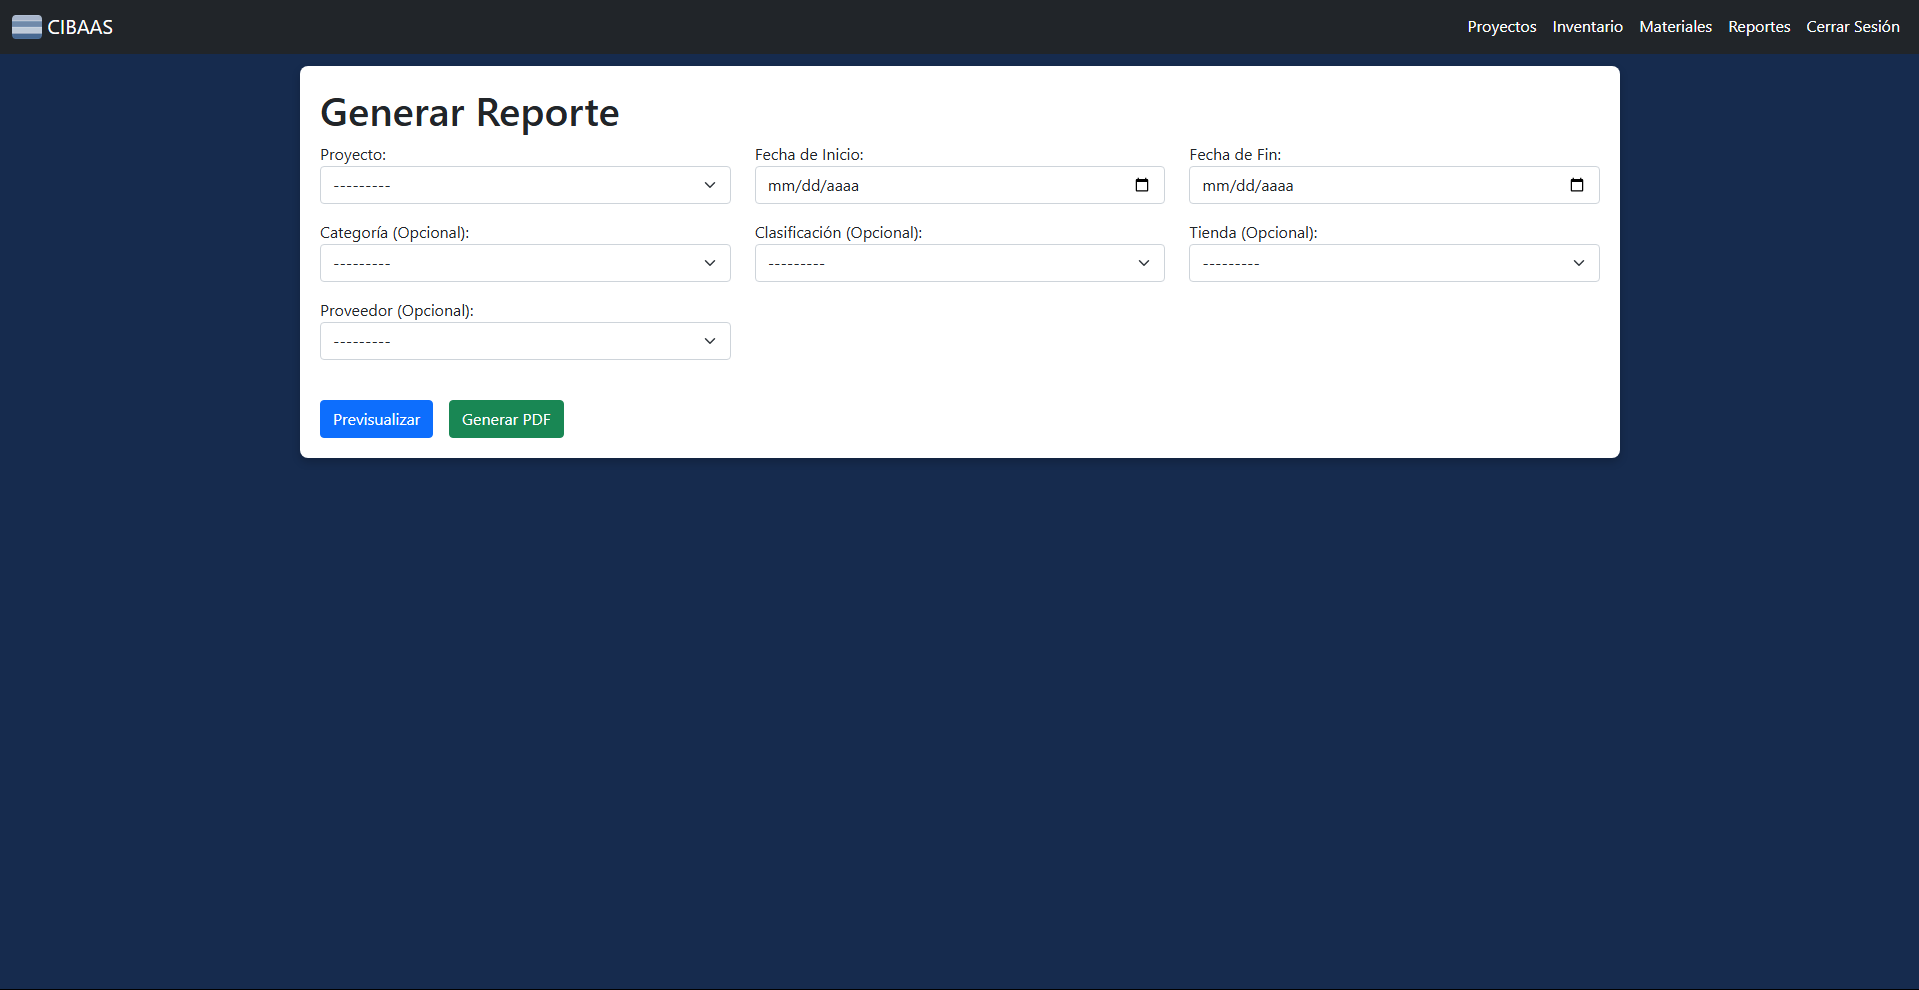 CIBAAS
Proyectos Inventario Materiales Reportes Cerrar Sesión
Generar Reporte
Proyecto: Fecha de Inicio: Fecha de Fin:
--------- mm/dd/aaaa mm/dd/aaaa
Categoría (Opcional): Clasificación (Opcional): Tienda (Opcional):
--------- --------- ---------
Proveedor (Opcional):
---------
Previsualizar Generar PDF